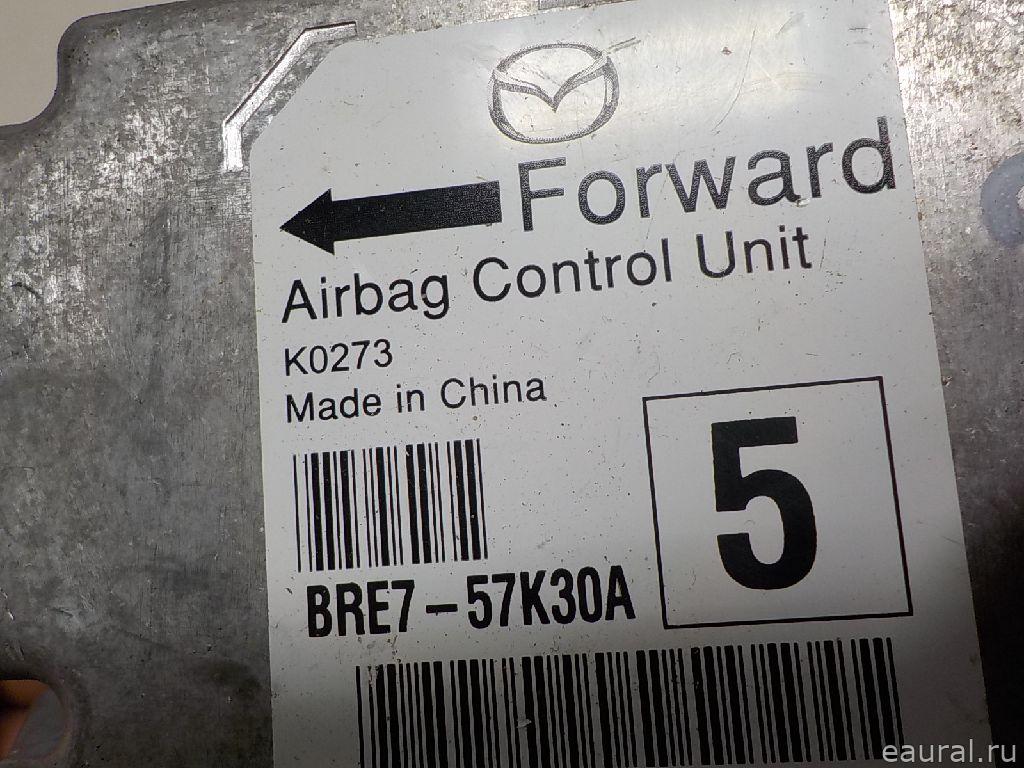 Forward
Airbag Control Unit
K0273
Made in China
5
BRE7-57K30A
eaural.ru